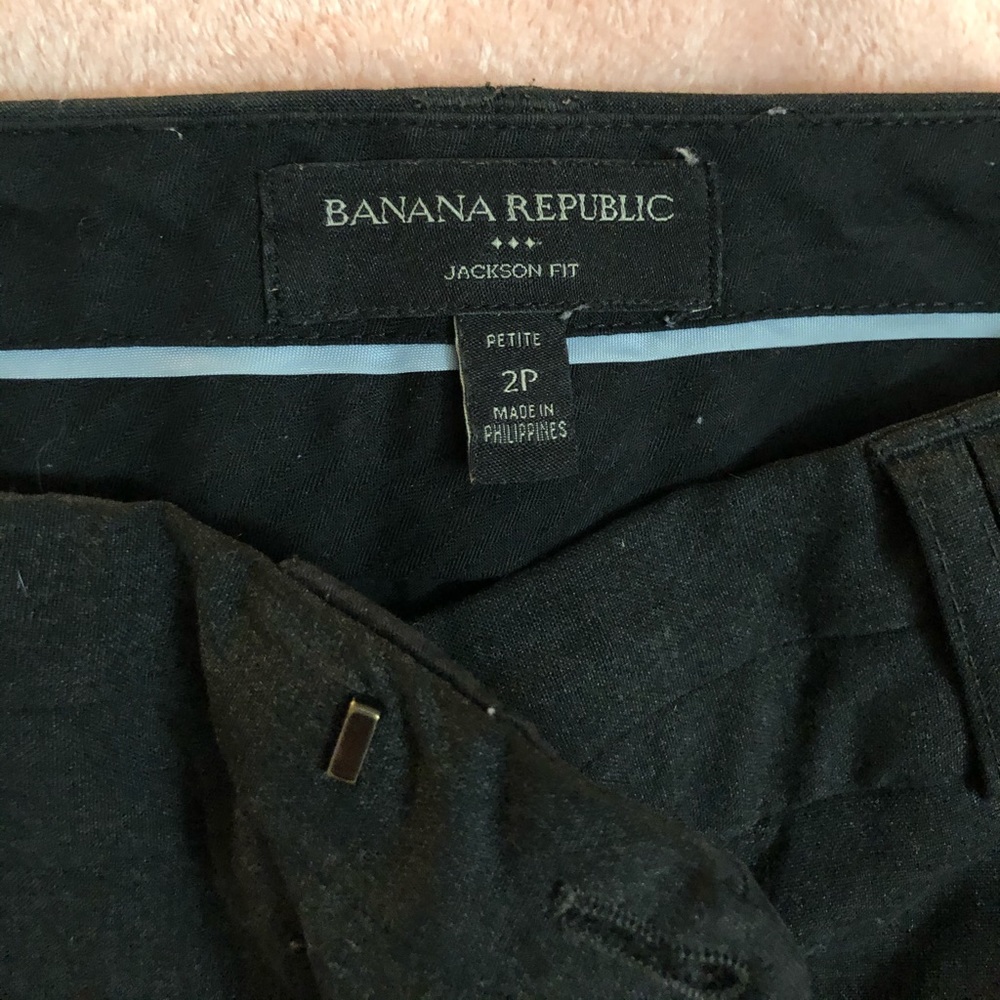 BANANA REPUBLIC
JACKSON FIT
PETITE
2P
MADE IN
PHILIPPINES